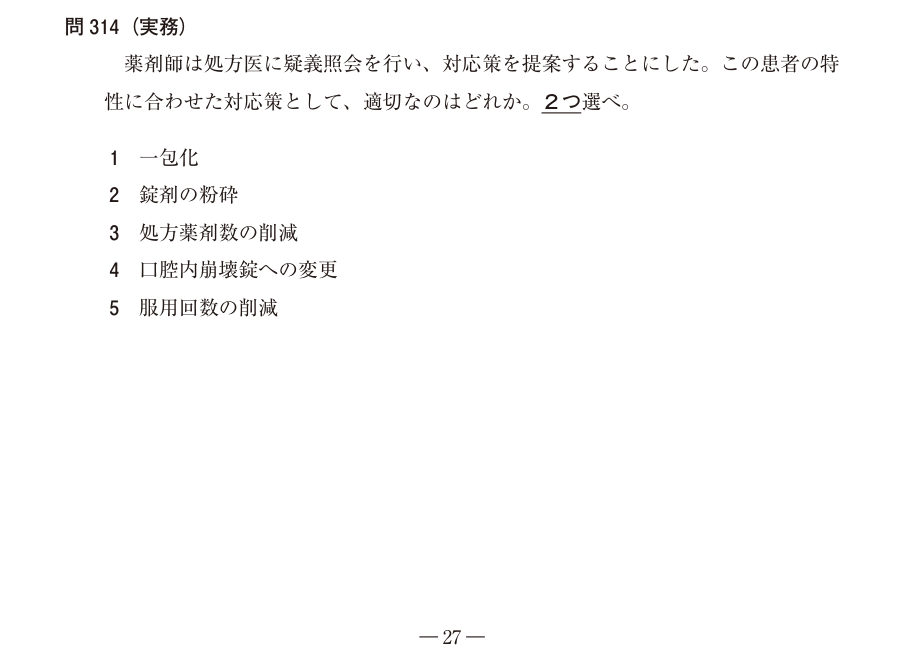 問 314（実務）
薬剤師は処方医に疑義照会を行い、対応策を提案することにした。この患者の特
性に合わせた対応策として、適切なのはどれか。２つ選べ。
1 一包化
2 錠剤の粉砕
3 処方薬剤数の削減
4 口腔内崩壊錠への変更
5 服用回数の削減
― 27 ―